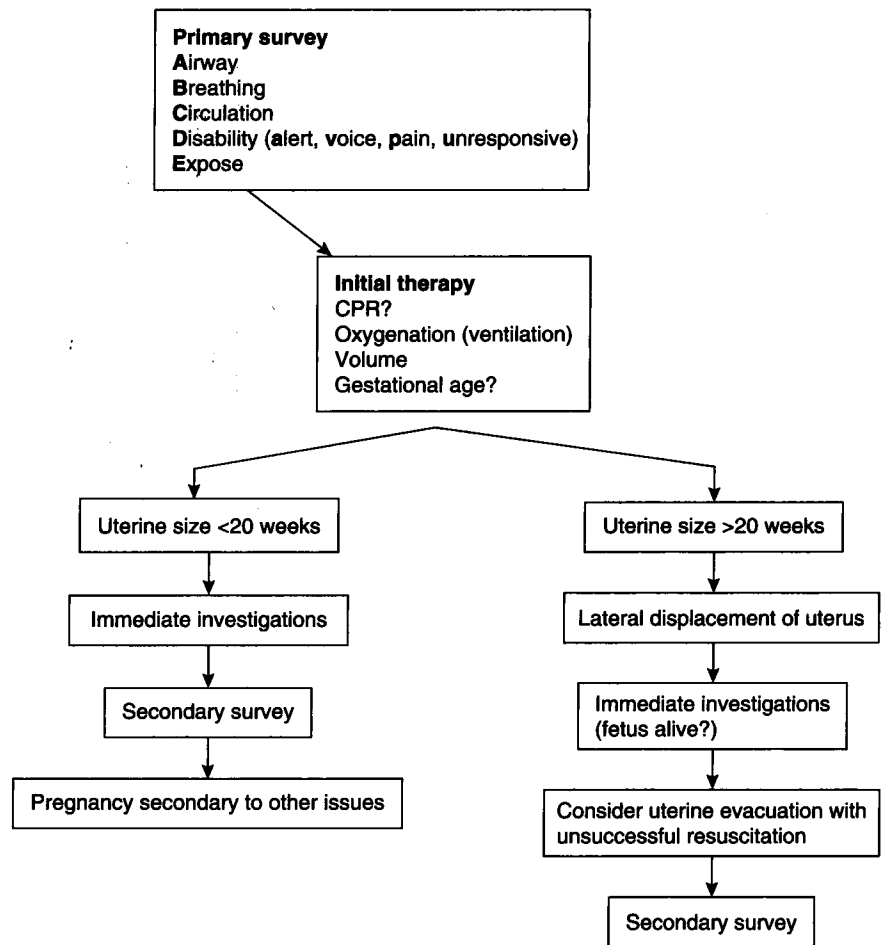 Primary survey
Airway
Breathing
Circulation
Disability (alert, voice, pain, unresponsive)
Expose
Initial therapy
CPR?
Oxygenation (ventilation)
Volume
Gestational age?
Uterine size <20 weeks
Immediate investigations
Secondary survey
Pregnancy secondary to other issues
Uterine size >20 weeks
Lateral displacement of uterus
Immediate investigations
(fetus alive?)
Consider uterine evacuation with
unsuccessful resuscitation
Secondary survey